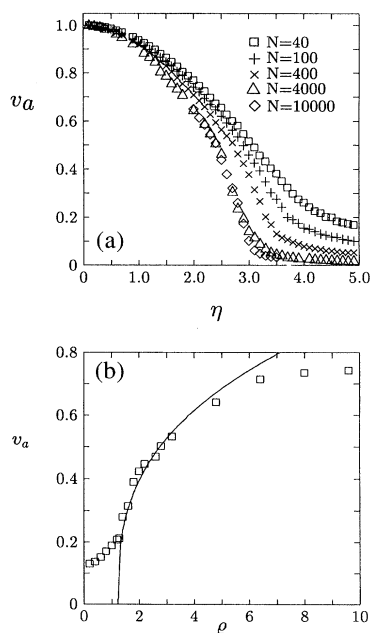 1.0
0.8
0.6
0.4
0.2
0
va
□ N=40
+ N=100
× N=400
△ N=4000
◇ N=10000
(a)
0.0 1.0 2.0 3.0 4.0 5.0
η
(b)
0.8
0.6
0.4
0.2
0
va
0 2 4 6 8 10
ρ